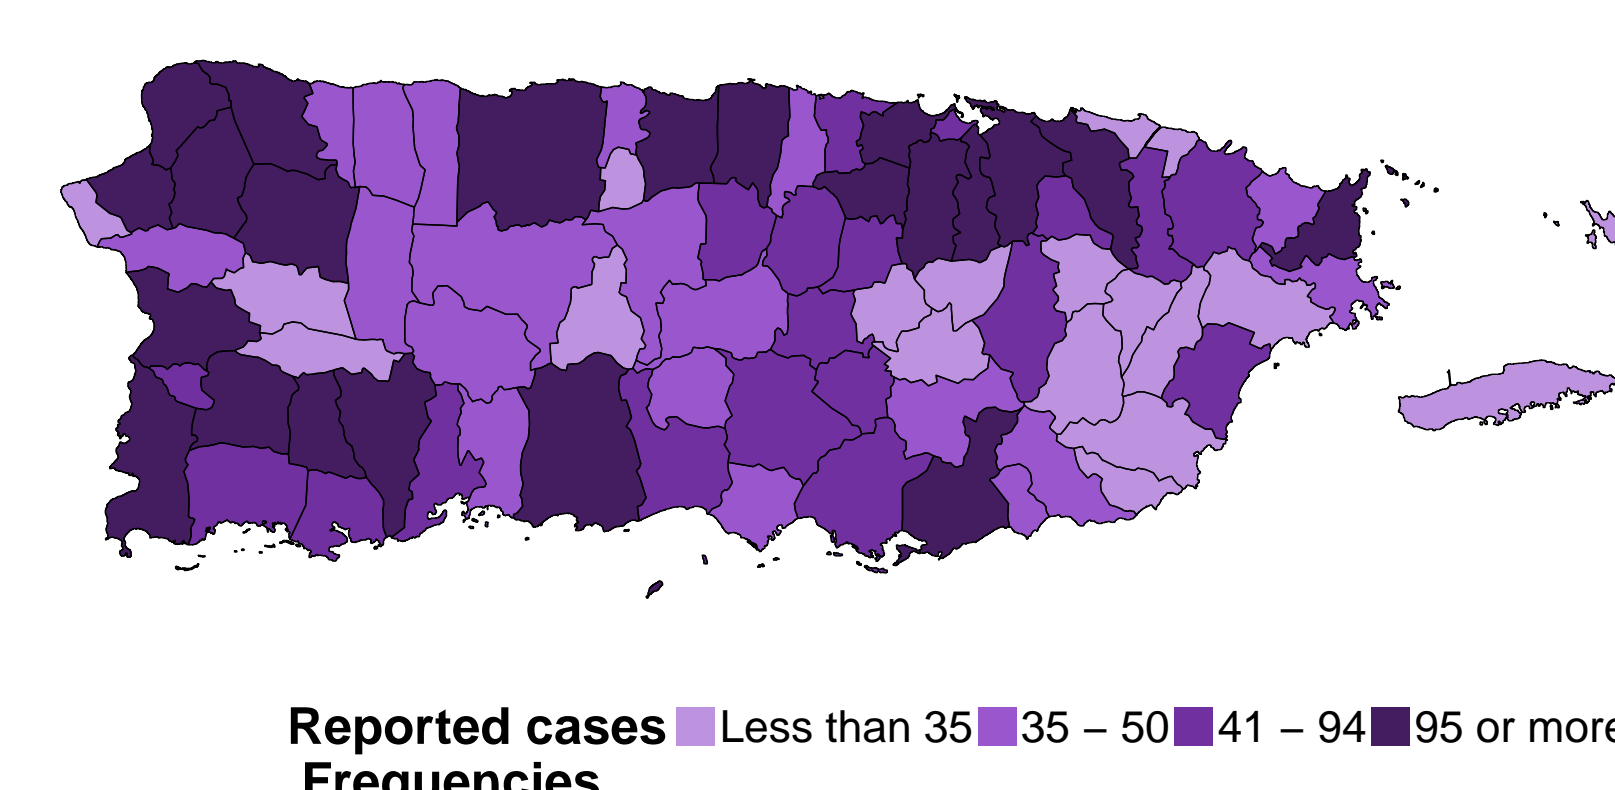 Reported cases Less than 35 35 – 50 41 – 94 95 or more
Frequencies